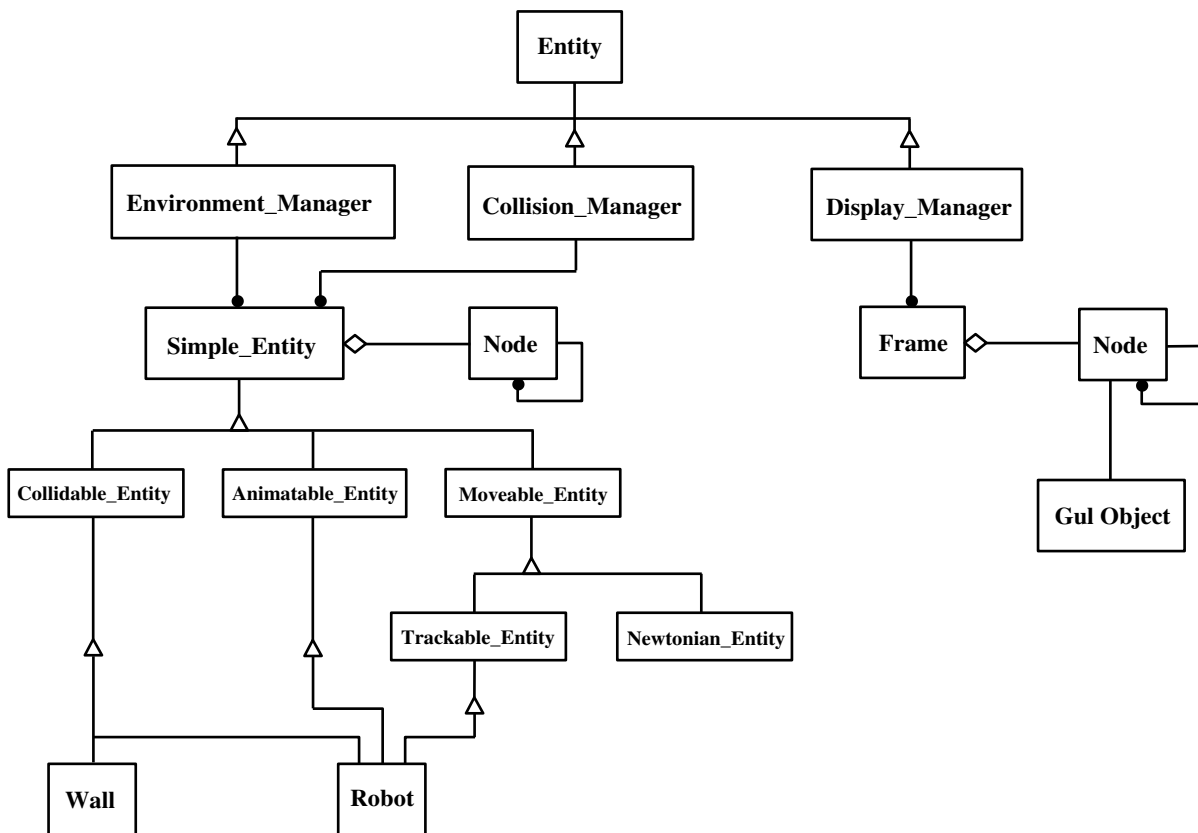 Entity
Environment_Manager
Collision_Manager
Display_Manager
Simple_Entity
Node
Frame
Node
Collidable_Entity
Animatable_Entity
Moveable_Entity
Gul Object
Trackable_Entity
Newtonian_Entity
Wall
Robot